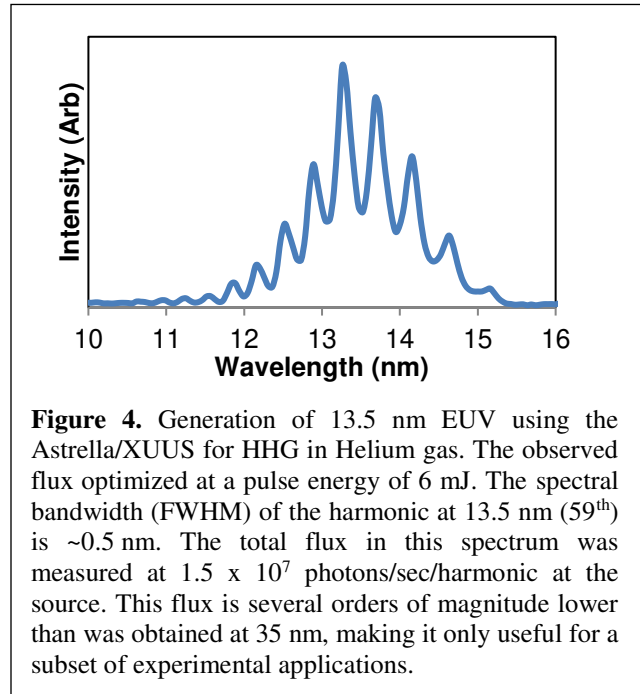 Intensity (Arb)
10 11 12 13 14 15 16
Wavelength (nm)
Figure 4. Generation of 13.5 nm EUV using the
Astrella/XUUS for HHG in Helium gas. The observed
flux optimized at a pulse energy of 6 mJ. The spectral
bandwidth (FWHM) of the harmonic at 13.5 nm (59th)
is ~0.5 nm. The total flux in this spectrum was
measured at 1.5 x 10⁷ photons/sec/harmonic at the
source. This flux is several orders of magnitude lower
than was obtained at 35 nm, making it only useful for a
subset of experimental applications.